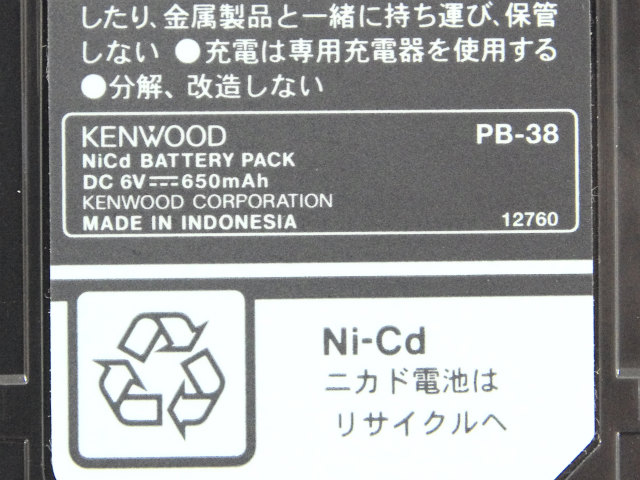 したり、金属製品と一緒に持ち運び、保管
しない ●充電は専用充電器を使用する
●分解、改造しない
KENWOOD PB-38
NiCd BATTERY PACK
DC 6V⎓650mAh
KENWOOD CORPORATION
MADE IN INDONESIA 12760
Ni-Cd
ニカド電池は
リサイクルへ